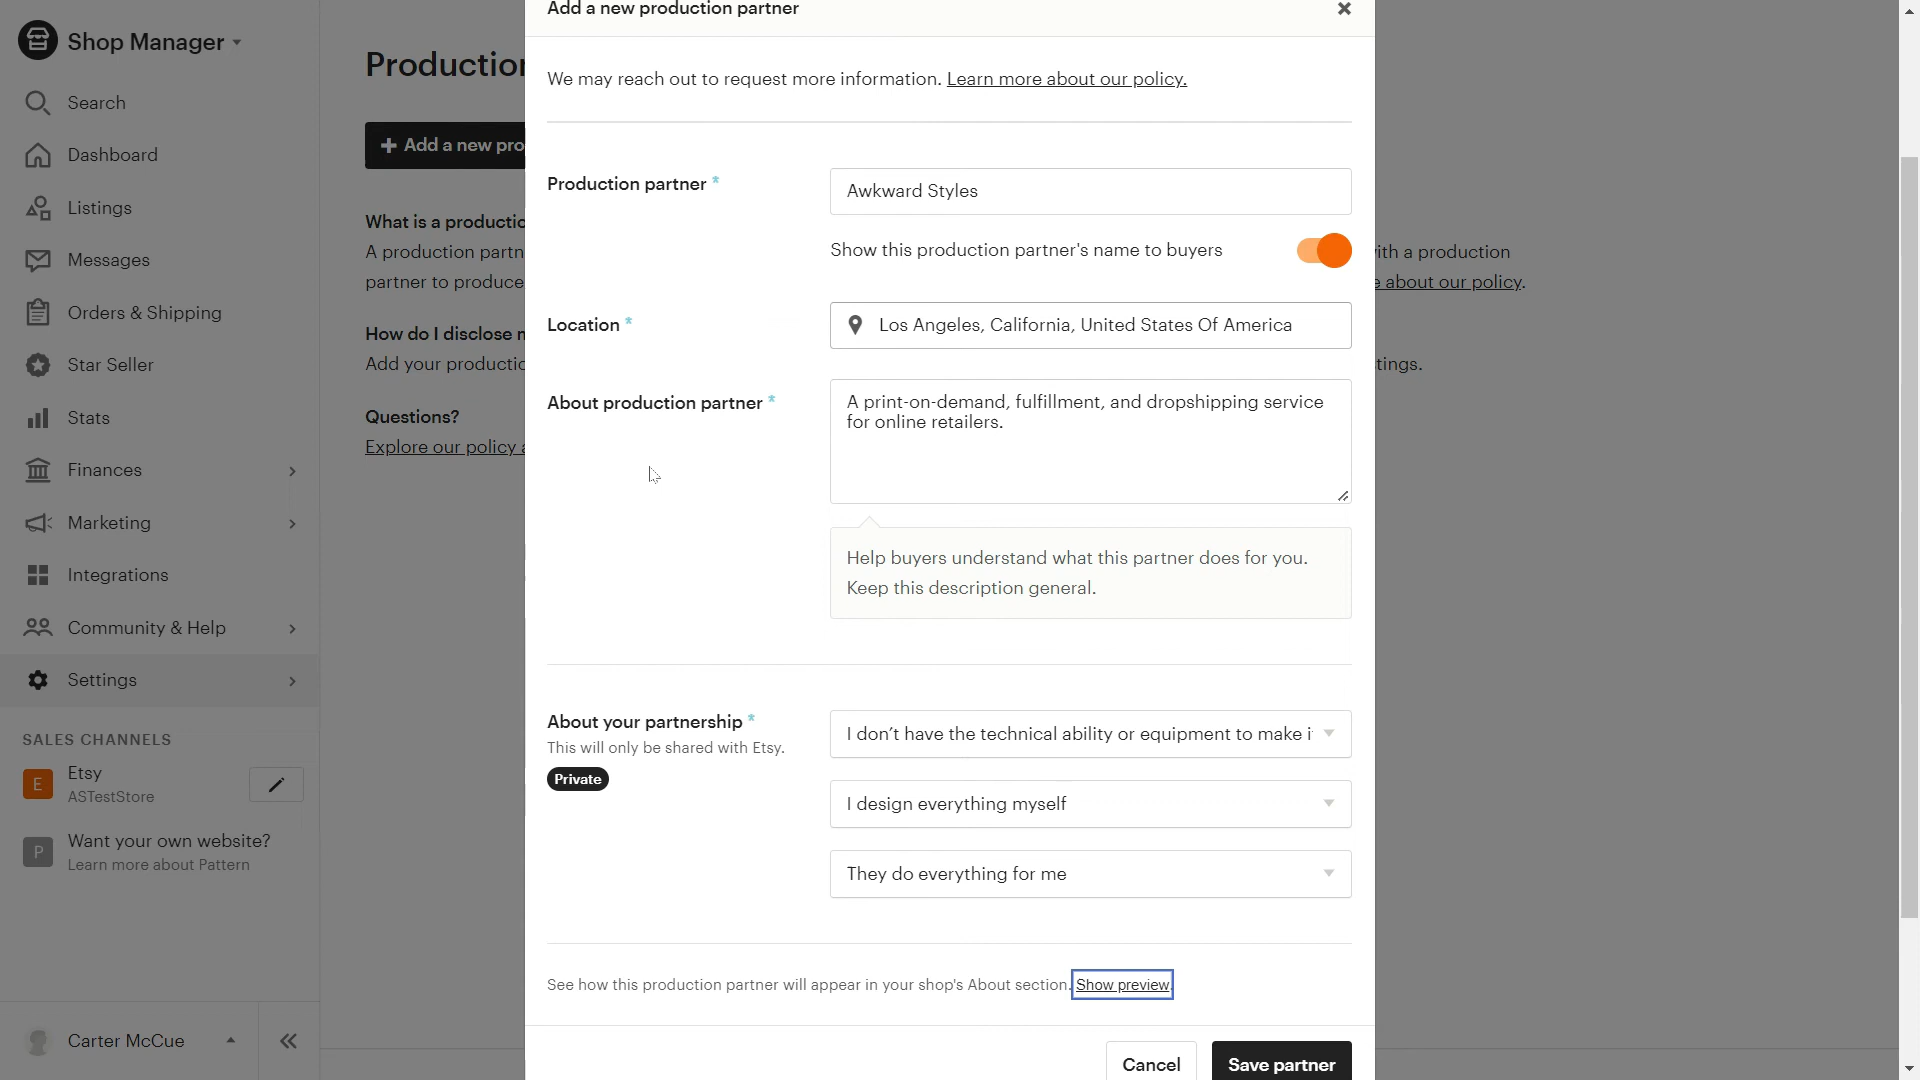 Shop Manager
Search
Dashboard
Listings
Messages
Orders & Shipping
Star Seller
Stats
Finances
Marketing
Integrations
Community & Help
Settings
SALES CHANNELS
E
Etsy
ASTestStore
P
Want your own website?
Learn more about Pattern
Carter McCue
Production
+ Add a new pro
What is a productio
A production partn
ith a production
partner to produce
e about our policy.
How do I disclose
Add your productio
tings.
Questions?
Explore our policy a
Add a new production partner
We may reach out to request more information. Learn more about our policy.
Production partner *
Awkward Styles
Show this production partner's name to buyers
Location *
Los Angeles, California, United States Of America
About production partner *
A print-on-demand, fulfillment, and dropshipping service
for online retailers.
Help buyers understand what this partner does for you.
Keep this description general.
About your partnership *
This will only be shared with Etsy.
Private
I don’t have the technical ability or equipment to make i
I design everything myself
They do everything for me
See how this production partner will appear in your shop's About section. Show preview.
Cancel
Save partner